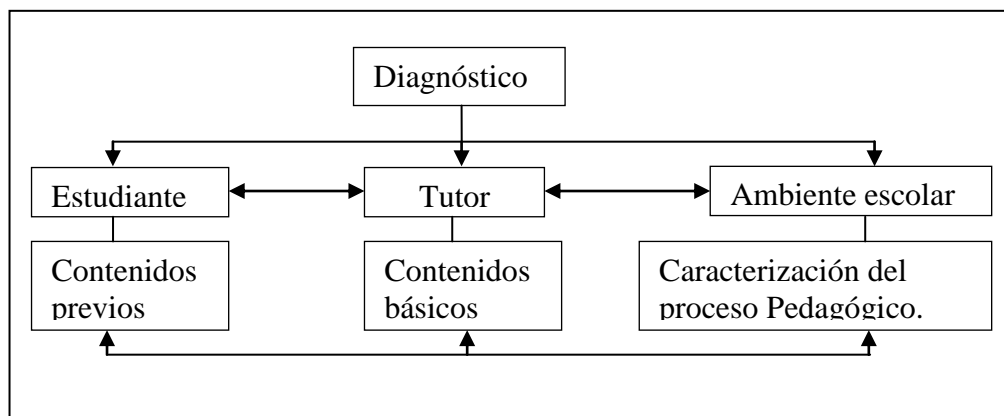 Diagnóstico
Estudiante
Tutor
Ambiente escolar
Contenidos
previos
Contenidos
básicos
Caracterización del
proceso Pedagógico.